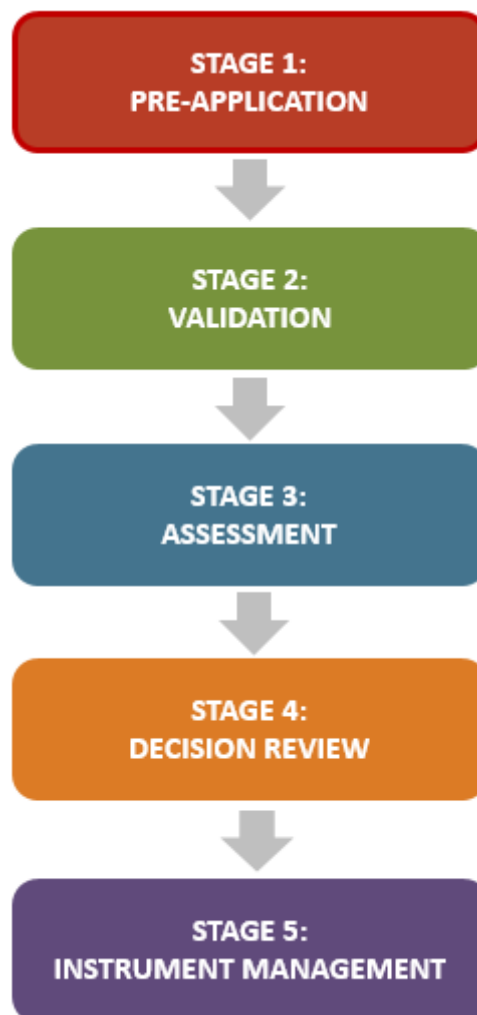 STAGE 1:
PRE-APPLICATION
STAGE 2:
VALIDATION
STAGE 3:
ASSESSMENT
STAGE 4:
DECISION REVIEW
STAGE 5:
INSTRUMENT MANAGEMENT